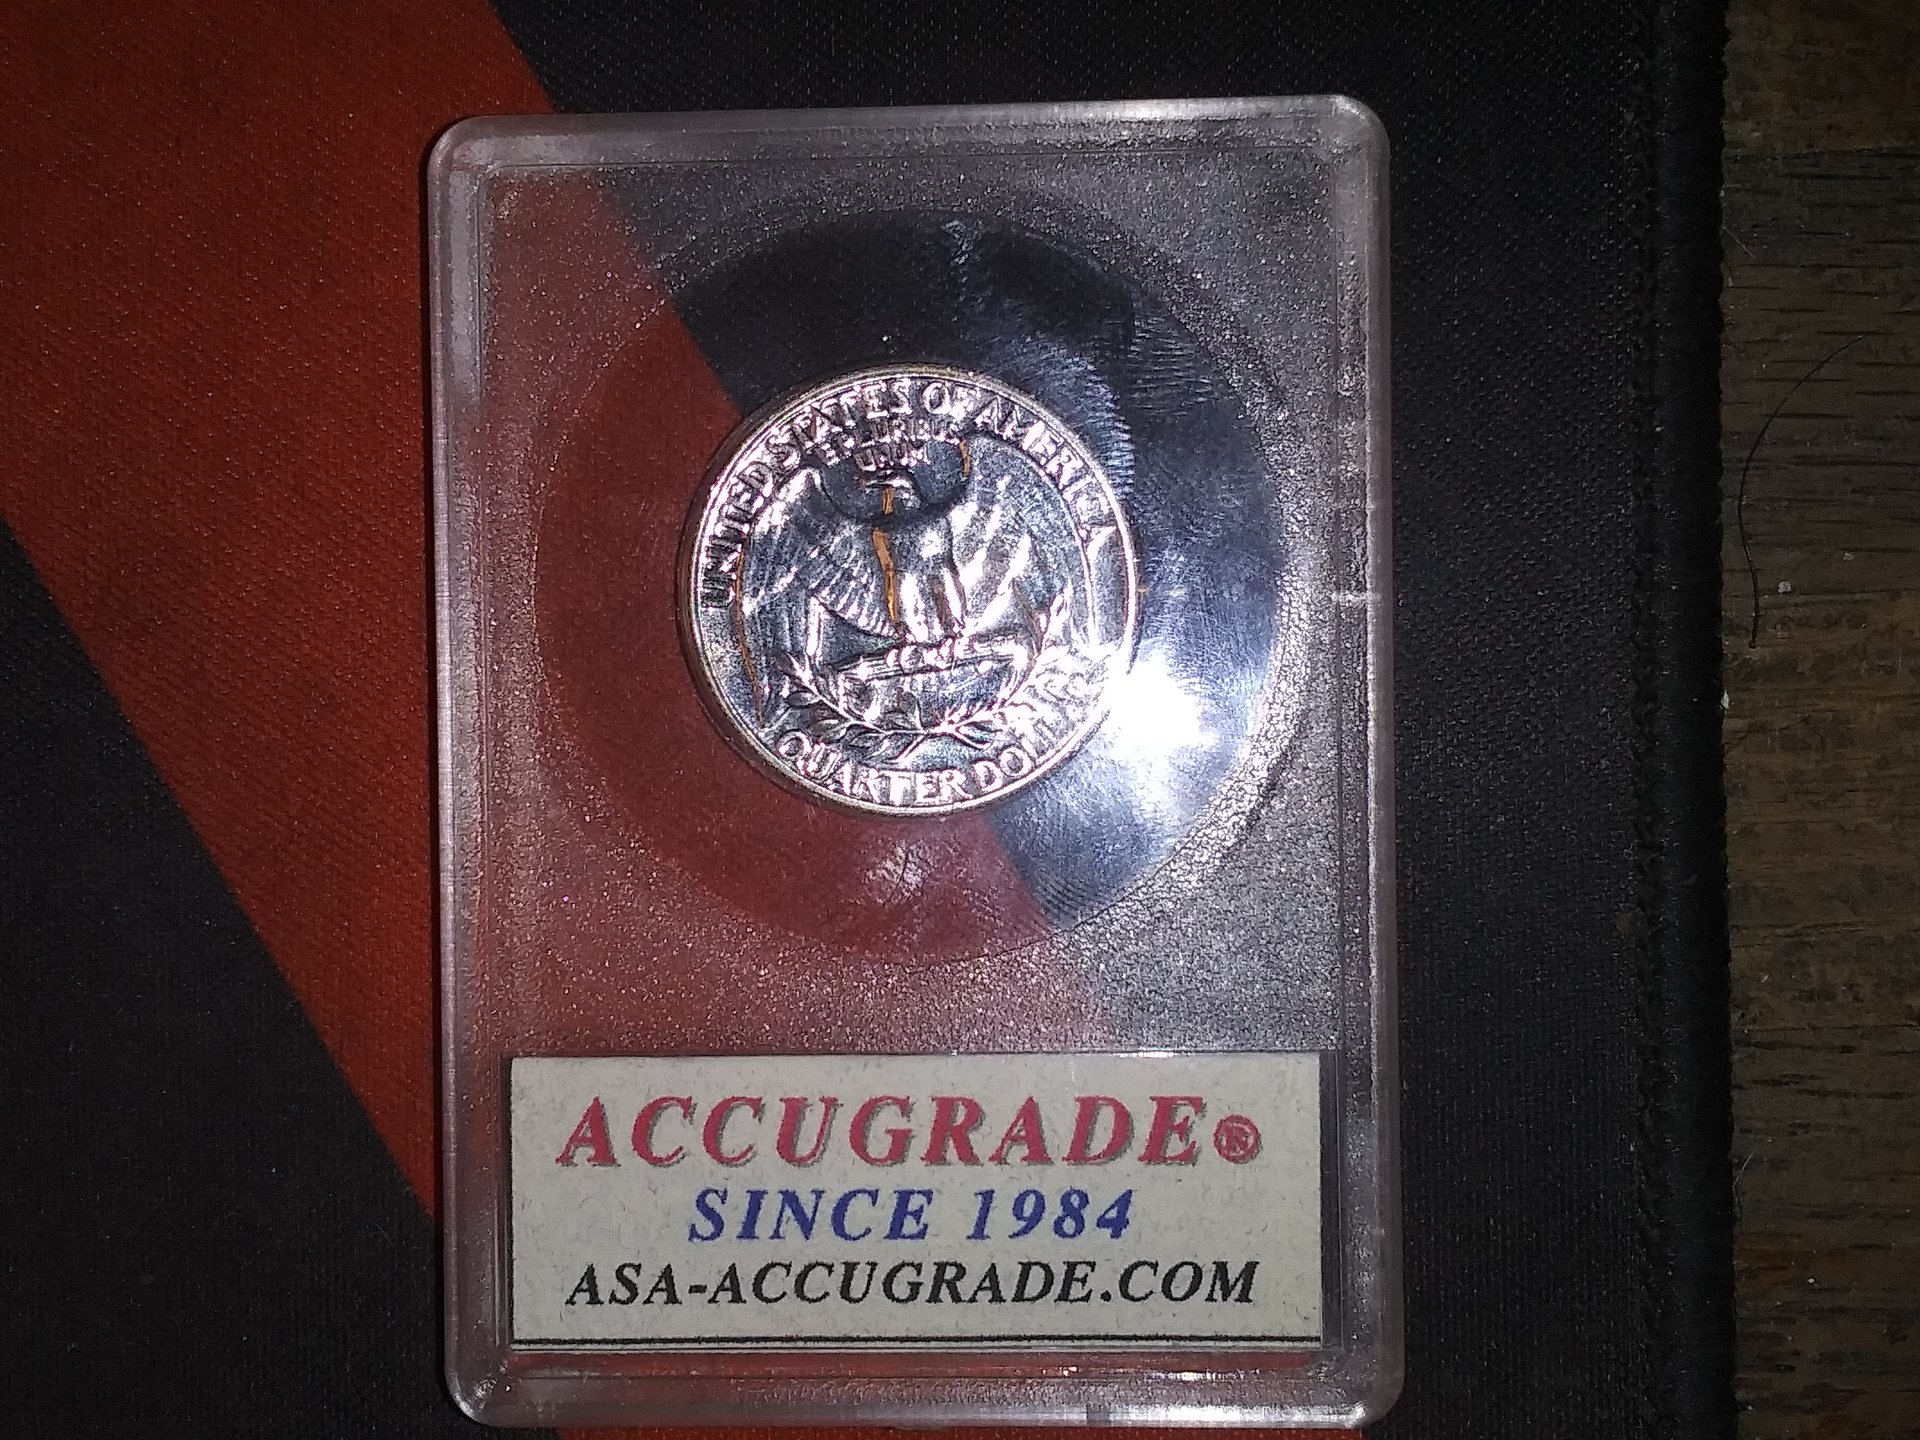 UNITED STATES OF AMERICA
E PLURIBUS
UNUM
QUARTER DOLLAR
ACCUGRADE®
SINCE 1984
ASA-ACCUGRADE.COM